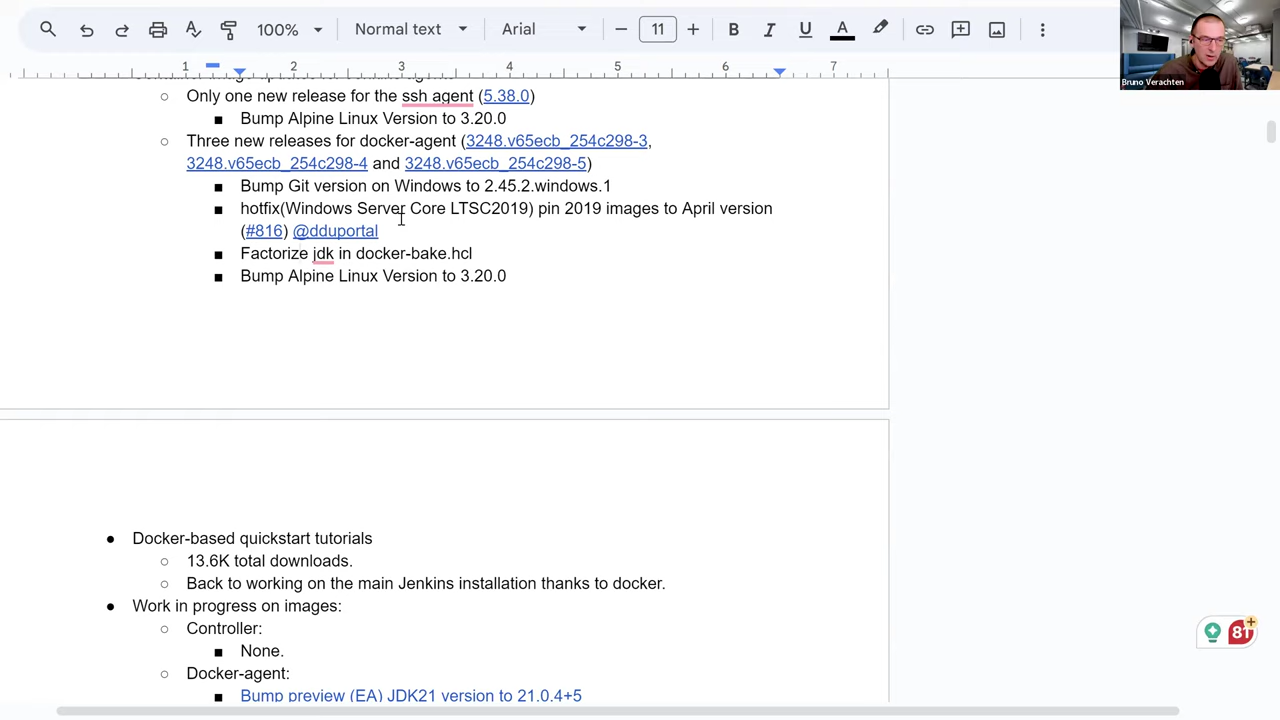 100%
Normal text
Arial
11
B I U A
1 2 3 4 5 6 7
Bruno Verachten
○ Only one new release for the ssh agent (5.38.0)
■ Bump Alpine Linux Version to 3.20.0
○ Three new releases for docker-agent (3248.v65ecb_254c298-3,
3248.v65ecb_254c298-4 and 3248.v65ecb_254c298-5)
■ Bump Git version on Windows to 2.45.2.windows.1
■ hotfix(Windows Server Core LTSC2019) pin 2019 images to April version
(#816) @dduportal
■ Factorize jdk in docker-bake.hcl
■ Bump Alpine Linux Version to 3.20.0
● Docker-based quickstart tutorials
○ 13.6K total downloads.
○ Back to working on the main Jenkins installation thanks to docker.
● Work in progress on images:
○ Controller:
■ None.
○ Docker-agent:
■ Bump preview (EA) JDK21 version to 21.0.4+5
81